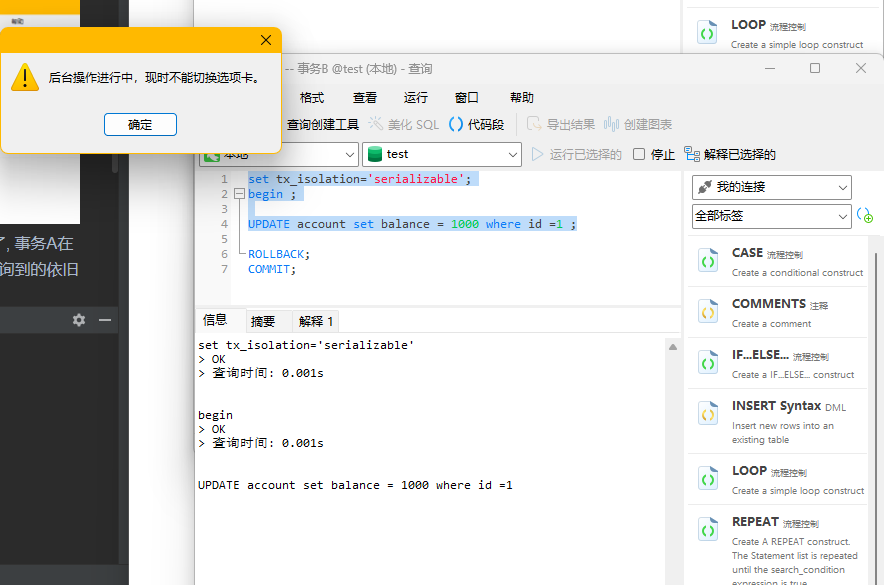 LOOP 流程控制
Create a simple loop construct
后台操作进行中，现时不能切换选项卡。
确定
-- 事务B @test (本地) - 查询
格式 查看 运行 窗口 帮助
查询创建工具 美化 SQL 代码段 导出结果 创建图表
本地 test 运行已选择的 停止 解释已选择的
1 set tx_isolation='serializable';
2 begin ;
3
4 UPDATE account set balance = 1000 where id =1 ;
5
6 ROLLBACK;
7 COMMIT;
了, 事务A在
询到的依旧
信息 摘要 解释 1
set tx_isolation='serializable'
> OK
> 查询时间: 0.001s
begin
> OK
> 查询时间: 0.001s
UPDATE account set balance = 1000 where id =1
我的连接
全部标签
CASE 流程控制
Create a conditional construct
COMMENTS 注释
Create a comment
IF...ELSE... 流程控制
Create a IF...ELSE... construct
INSERT Syntax DML
Insert new rows into an
existing table
LOOP 流程控制
Create a simple loop construct
REPEAT 流程控制
Create A REPEAT construct.
The Statement list is repeated
until the search_condition
expression is true.